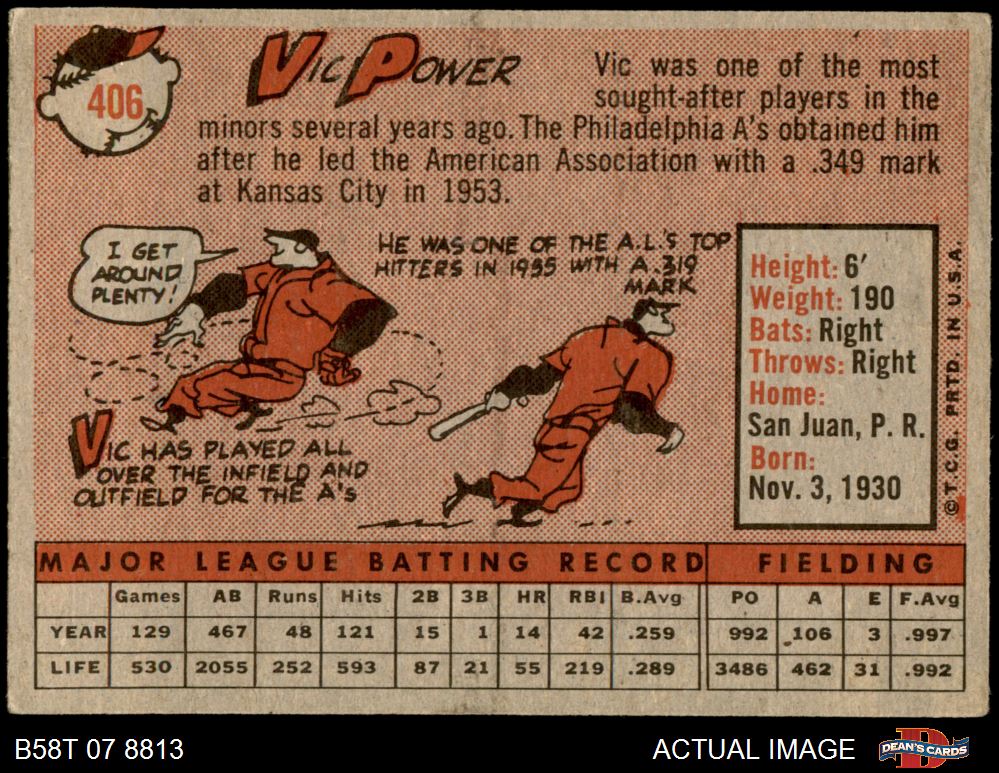 406
Vic Power
Vic was one of the most
sought-after players in the
minors several years ago. The Philadelphia A's obtained him
after he led the American Association with a .349 mark
at Kansas City in 1953.
I GET
AROUND
PLENTY!
HE WAS ONE OF THE A.L.'S TOP
HITTERS IN 1955 WITH A .319
MARK
VIC HAS PLAYED ALL
OVER THE INFIELD AND
OUTFIELD FOR THE A's
Height: 6'
Weight: 190
Bats: Right
Throws: Right
Home:
San Juan, P. R.
Born:
Nov. 3, 1930
© T.C.G. PRTD. IN U.S.A.
MAJOR LEAGUE BATTING RECORD FIELDING
Games AB Runs Hits 2B 3B HR RBI B.Avg PO A E F.Avg
YEAR 129 467 48 121 15 1 14 42 .259 992 106 3 .997
LIFE 530 2055 252 593 87 21 55 219 .289 3486 462 31 .992
B58T 07 8813 ACTUAL IMAGE DEAN'S CARDS